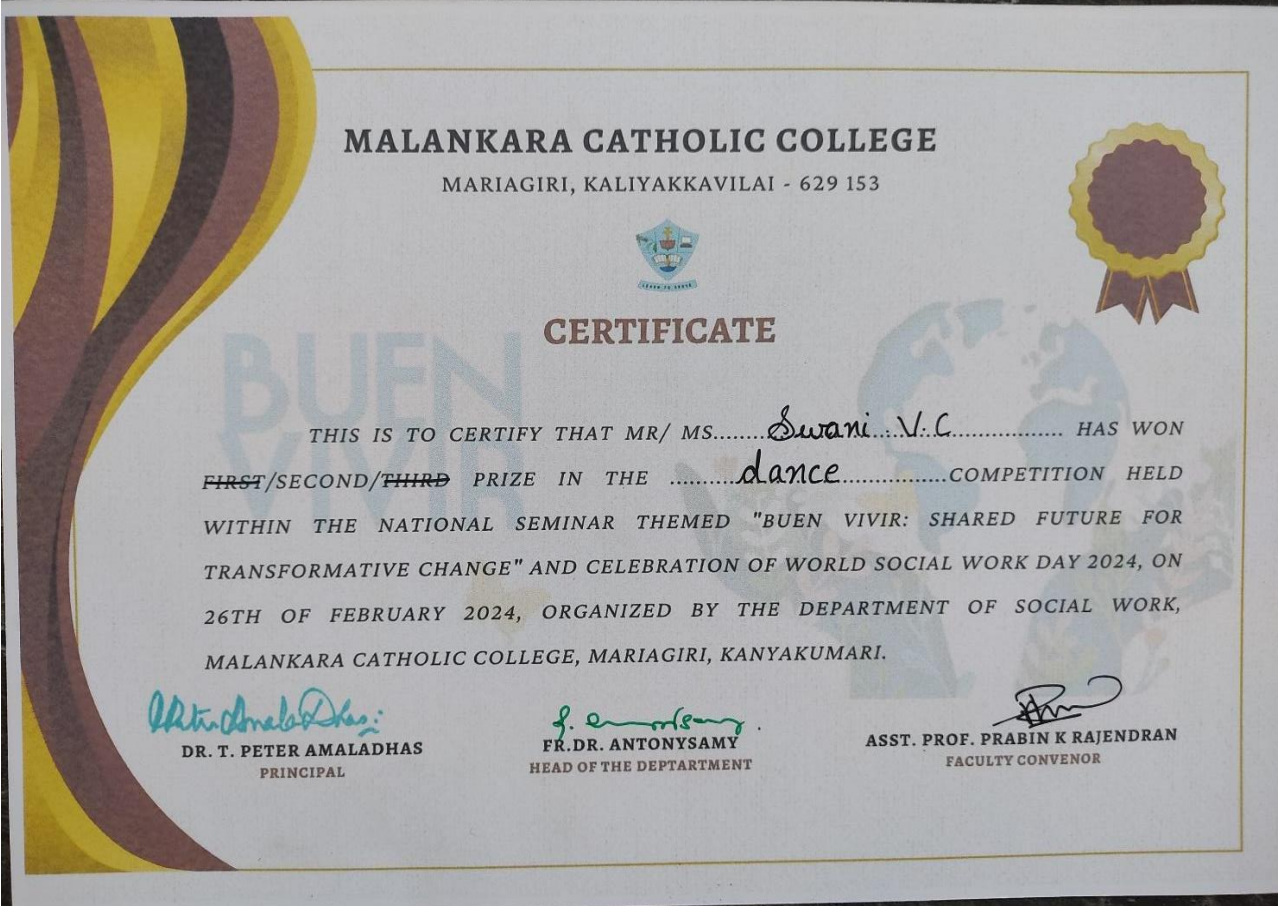 MALANKARA CATHOLIC COLLEGE
MARIAGIRI, KALIYAKKAVILAI - 629 153
LEARN TO SERVE
CERTIFICATE
BUEN
VIVIR
THIS IS TO CERTIFY THAT MR/ MS.......Swani V.C.................. HAS WON
FIRST/SECOND/THIRD PRIZE IN THE ..........dance................COMPETITION HELD
WITHIN THE NATIONAL SEMINAR THEMED "BUEN VIVIR: SHARED FUTURE FOR
TRANSFORMATIVE CHANGE" AND CELEBRATION OF WORLD SOCIAL WORK DAY 2024, ON
26TH OF FEBRUARY 2024, ORGANIZED BY THE DEPARTMENT OF SOCIAL WORK,
MALANKARA CATHOLIC COLLEGE, MARIAGIRI, KANYAKUMARI.
DR. T. PETER AMALADHAS
PRINCIPAL
FR.DR. ANTONYSAMY
HEAD OF THE DEPTARTMENT
ASST. PROF. PRABIN K RAJENDRAN
FACULTY CONVENOR